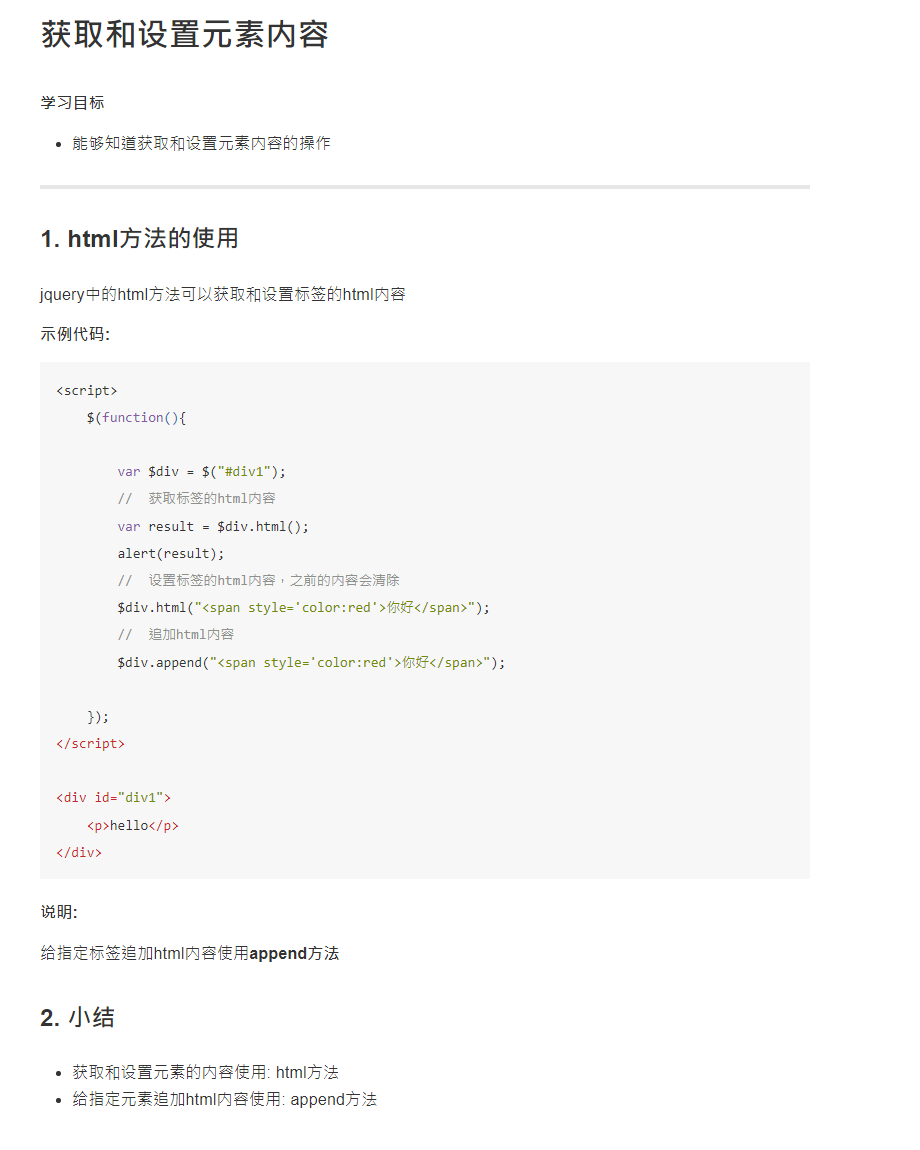 获取和设置元素内容
学习目标
• 能够知道获取和设置元素内容的操作
1. html方法的使用
jquery中的html方法可以获取和设置标签的html内容
示例代码:
<script>
    $(function(){
        var $div = $("#div1");
        //  获取标签的html内容
        var result = $div.html();
        alert(result);
        //  设置标签的html内容，之前的内容会清除
        $div.html("<span style='color:red'>你好</span>");
        //  追加html内容
        $div.append("<span style='color:red'>你好</span>");
    });
</script>
<div id="div1">
    <p>hello</p>
</div>
说明:
给指定标签追加html内容使用append方法
2. 小结
• 获取和设置元素的内容使用: html方法
• 给指定元素追加html内容使用: append方法